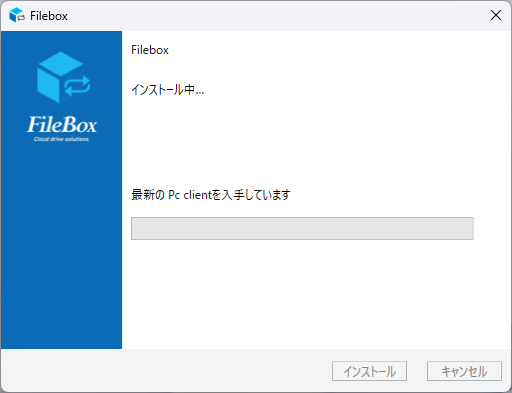 Filebox
Filebox
インストール中...
FileBox
Cloud drive solutions
最新の Pc clientを入手しています
インストール
キャンセル